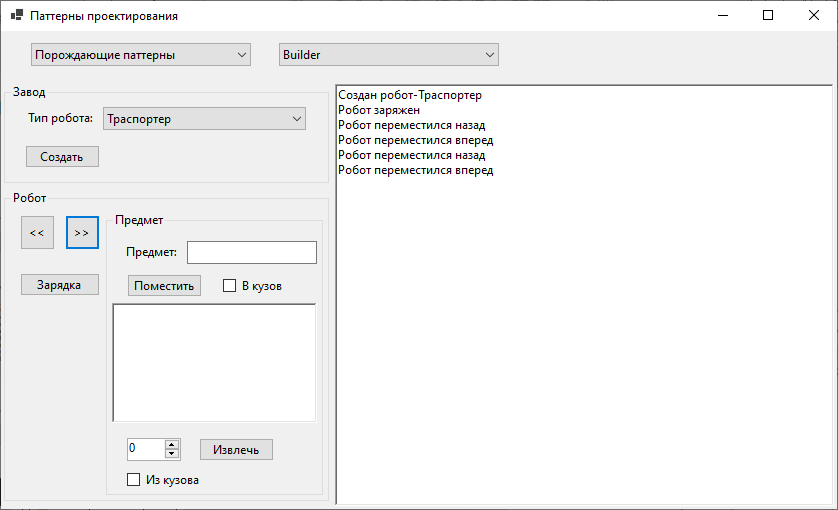 Паттерны проектирования
Порождающие паттерны
Builder
Завод
Тип робота:
Траспортер
Создать
Робот
<<
>>
Зарядка
Предмет
Предмет:
Поместить
В кузов
0
Извлечь
Из кузова
Создан робот-Траспортер
Робот заряжен
Робот переместился назад
Робот переместился вперед
Робот переместился назад
Робот переместился вперед